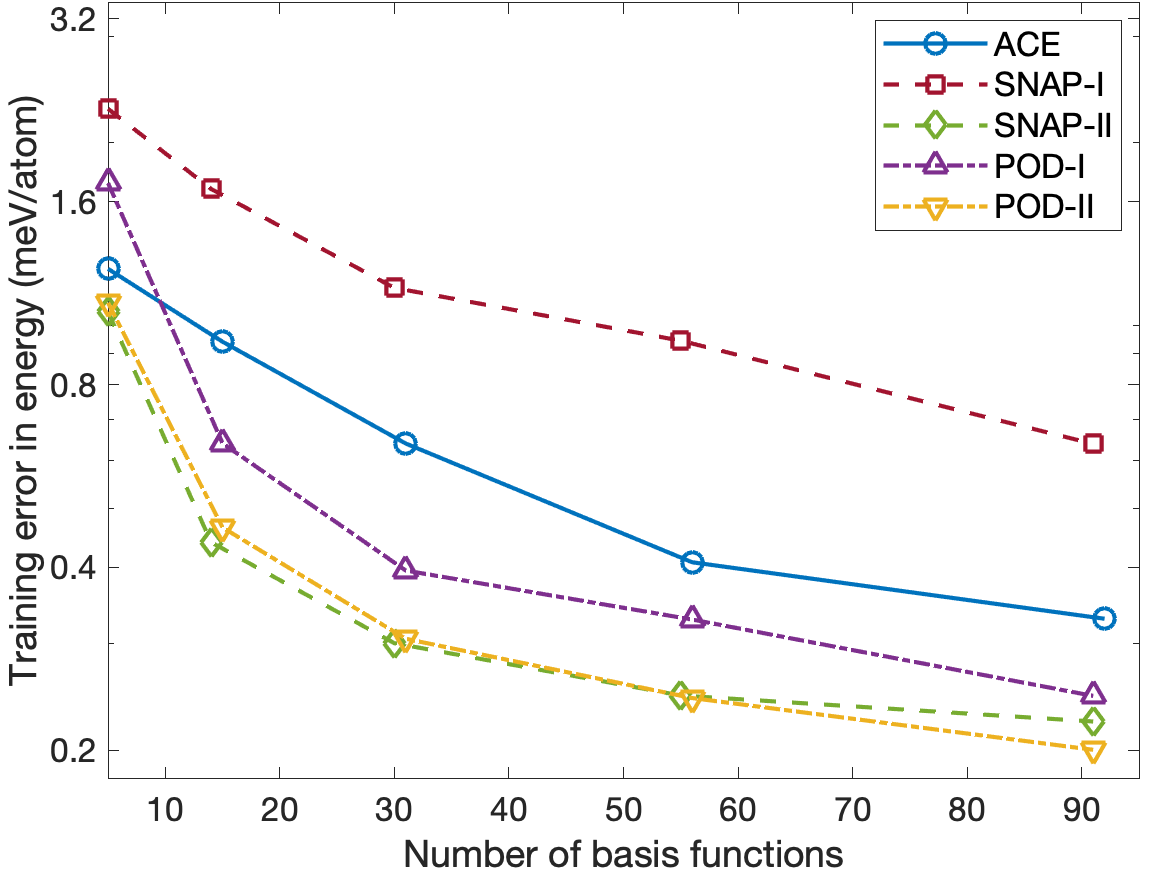 Training error in energy (meV/atom)
3.2
1.6
0.8
0.4
0.2
ACE
SNAP-I
SNAP-II
POD-I
POD-II
10 20 30 40 50 60 70 80 90
Number of basis functions